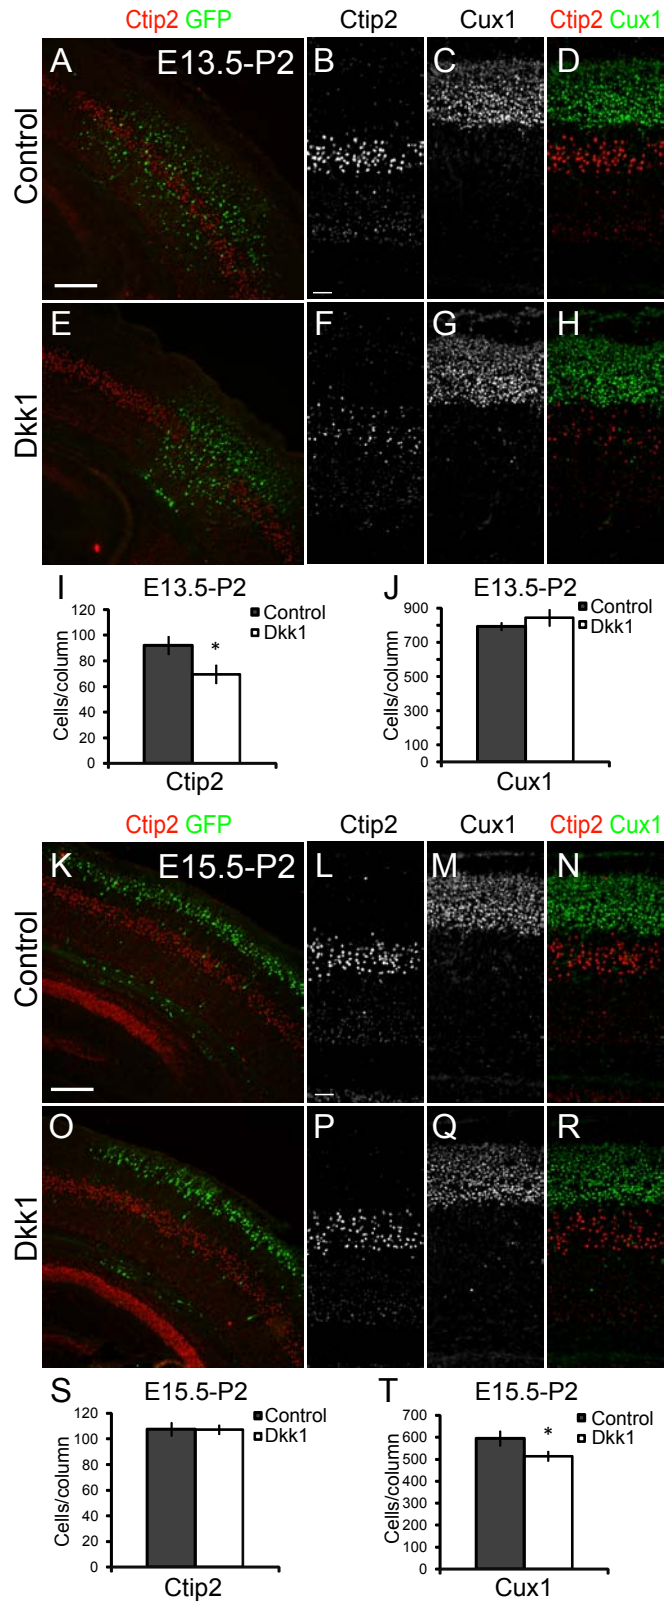 Ctip2 GFP Ctip2 Cux1 Ctip2 Cux1
A E13.5-P2 B C D
Control
E F G H
Dkk1
I E13.5-P2
Control
Dkk1
*
120
100
80
60
40
20
0
Cells/column
Ctip2
J E13.5-P2
Control
Dkk1
900
800
700
600
500
400
300
200
100
0
Cells/column
Cux1
Ctip2 GFP Ctip2 Cux1 Ctip2 Cux1
K E15.5-P2 L M N
Control
O P Q R
Dkk1
S E15.5-P2
Control
Dkk1
120
100
80
60
40
20
0
Cells/column
Ctip2
T E15.5-P2
Control
Dkk1
*
700
600
500
400
300
200
100
0
Cells/column
Cux1